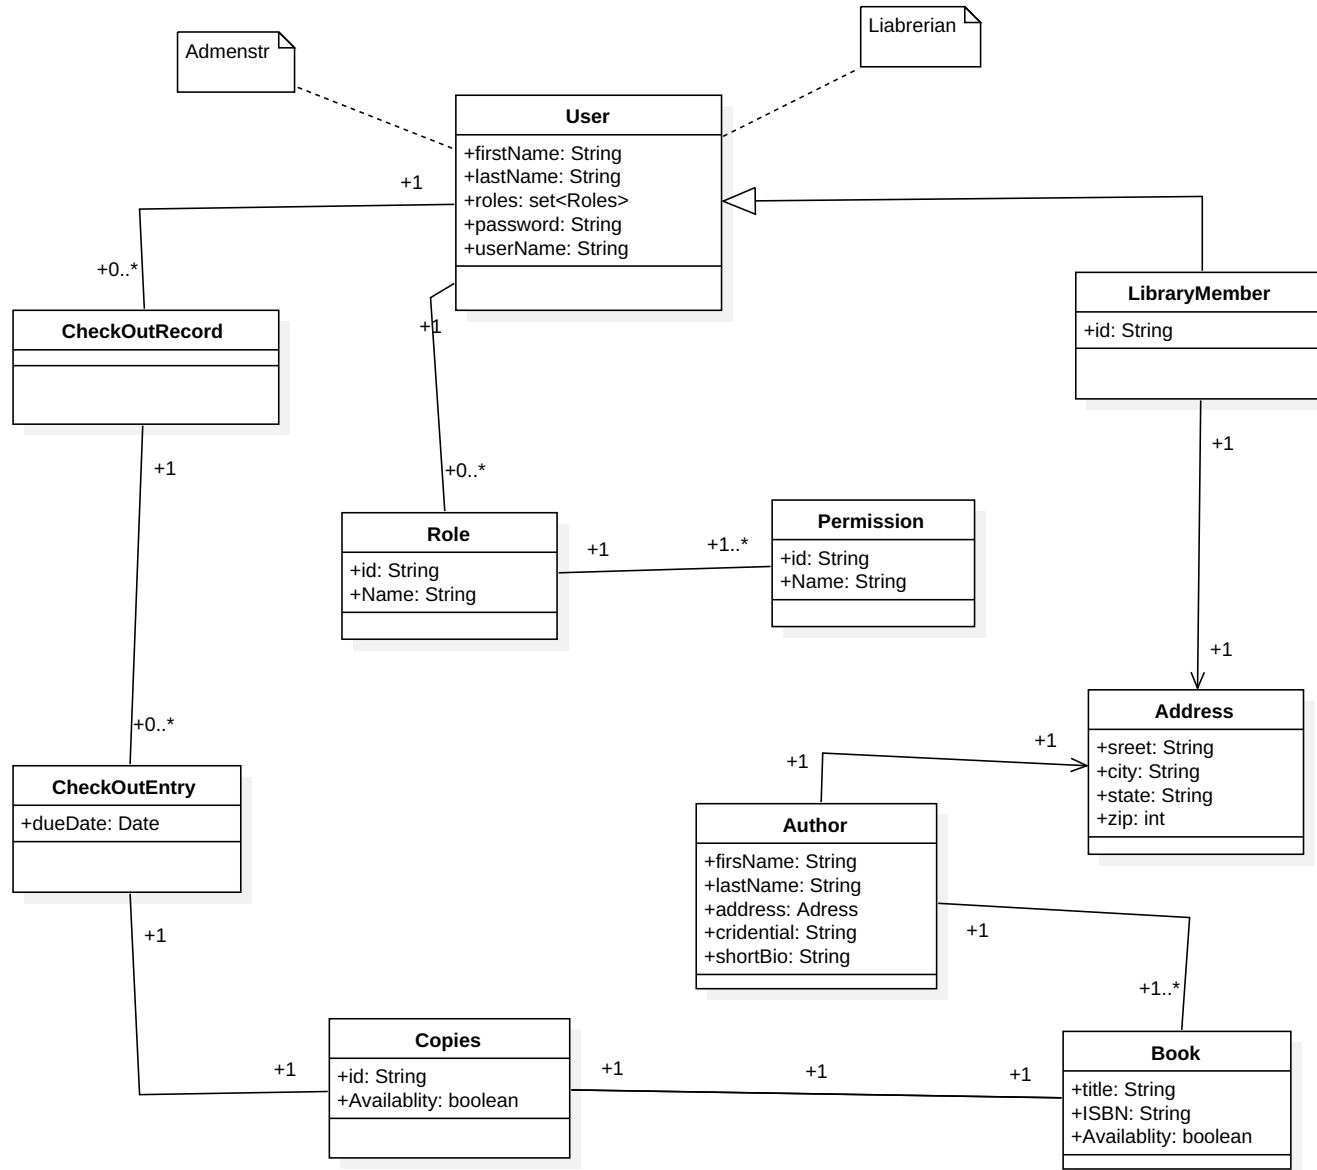 Admenstr
Liabrerian
User
+firstName: String
+lastName: String
+roles: set<Roles>
+password: String
+userName: String
+1
+0..*
+1
+0..*
CheckOutRecord
LibraryMember
+id: String
+1
+1
+1
+0..*
Role
+id: String
+Name: String
+1
+1..*
Permission
+id: String
+Name: String
Address
+sreet: String
+city: String
+state: String
+zip: int
+1
+1
CheckOutEntry
+dueDate: Date
+1
Author
+firsName: String
+lastName: String
+address: Adress
+cridential: String
+shortBio: String
+1
+1..*
Copies
+id: String
+Availablity: boolean
+1
+1
+1
+1
Book
+title: String
+ISBN: String
+Availablity: boolean